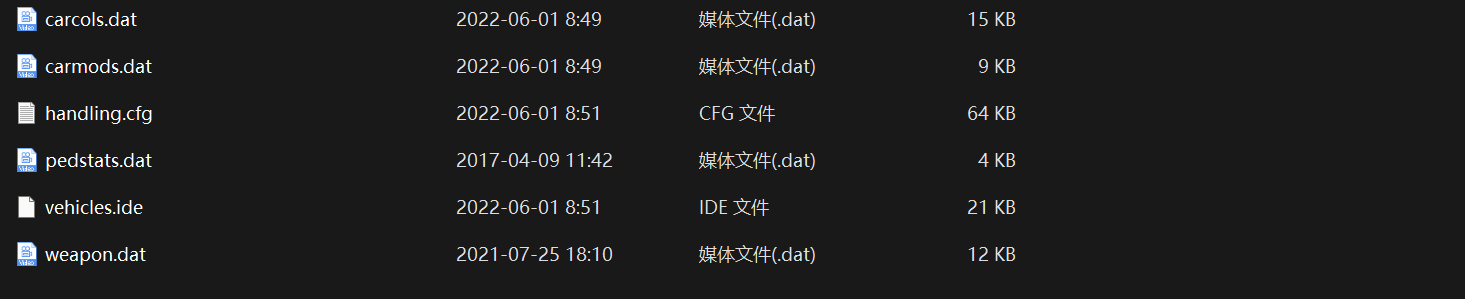 carcols.dat 2022-06-01 8:49 媒体文件(.dat) 15 KB
carmods.dat 2022-06-01 8:49 媒体文件(.dat) 9 KB
handling.cfg 2022-06-01 8:51 CFG 文件 64 KB
pedstats.dat 2017-04-09 11:42 媒体文件(.dat) 4 KB
vehicles.ide 2022-06-01 8:51 IDE 文件 21 KB
weapon.dat 2021-07-25 18:10 媒体文件(.dat) 12 KB